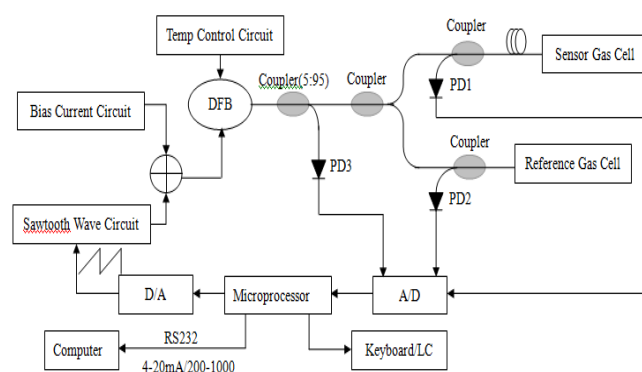 Temp Control Circuit
Coupler
Sensor Gas Cell
Coupler(5:95)
Coupler
PD1
Bias Current Circuit
DFB
Coupler
Reference Gas Cell
PD3
PD2
Sawtooth Wave Circuit
D/A
Microprocessor
A/D
RS232
Computer
Keyboard/LC
4-20mA/200-1000